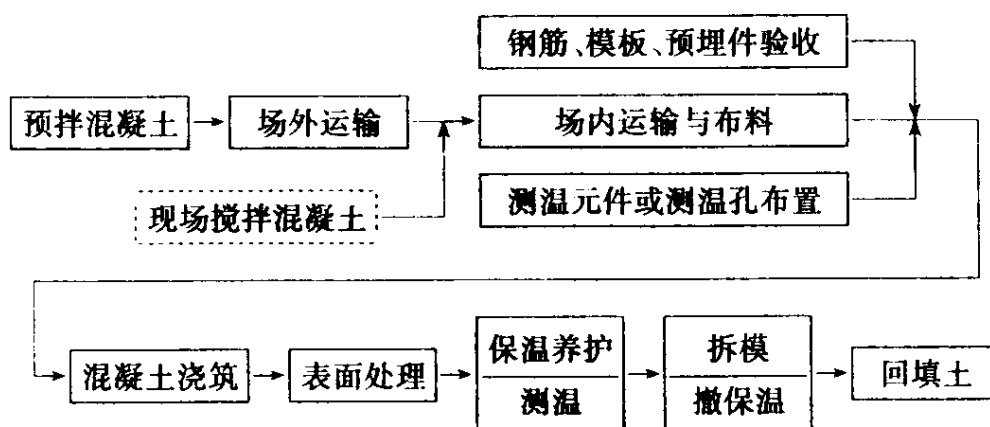 钢筋、模板、预埋件验收
预拌混凝土
场外运输
场内运输与布料
现场搅拌混凝土
测温元件或测温孔布置
混凝土浇筑
表面处理
保温养护
测温
拆模
撤保温
回填土